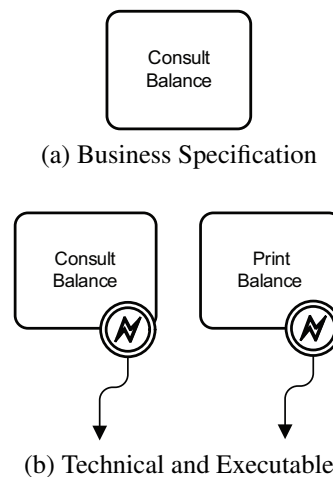 Consult
Balance
(a) Business Specification
Consult
Balance
Print
Balance
(b) Technical and Executable